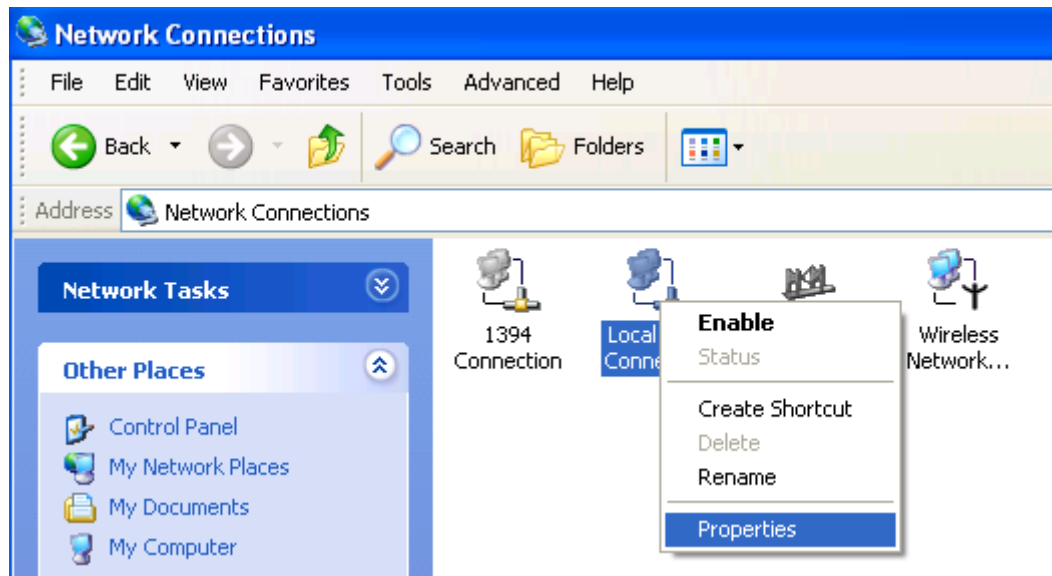 Network Connections
File Edit View Favorites Tools Advanced Help
Back Search Folders
Address Network Connections
Network Tasks
Other Places
Control Panel
My Network Places
My Documents
My Computer
1394
Connection
Local
Conne
Wireless
Network...
Enable
Status
Create Shortcut
Delete
Rename
Properties